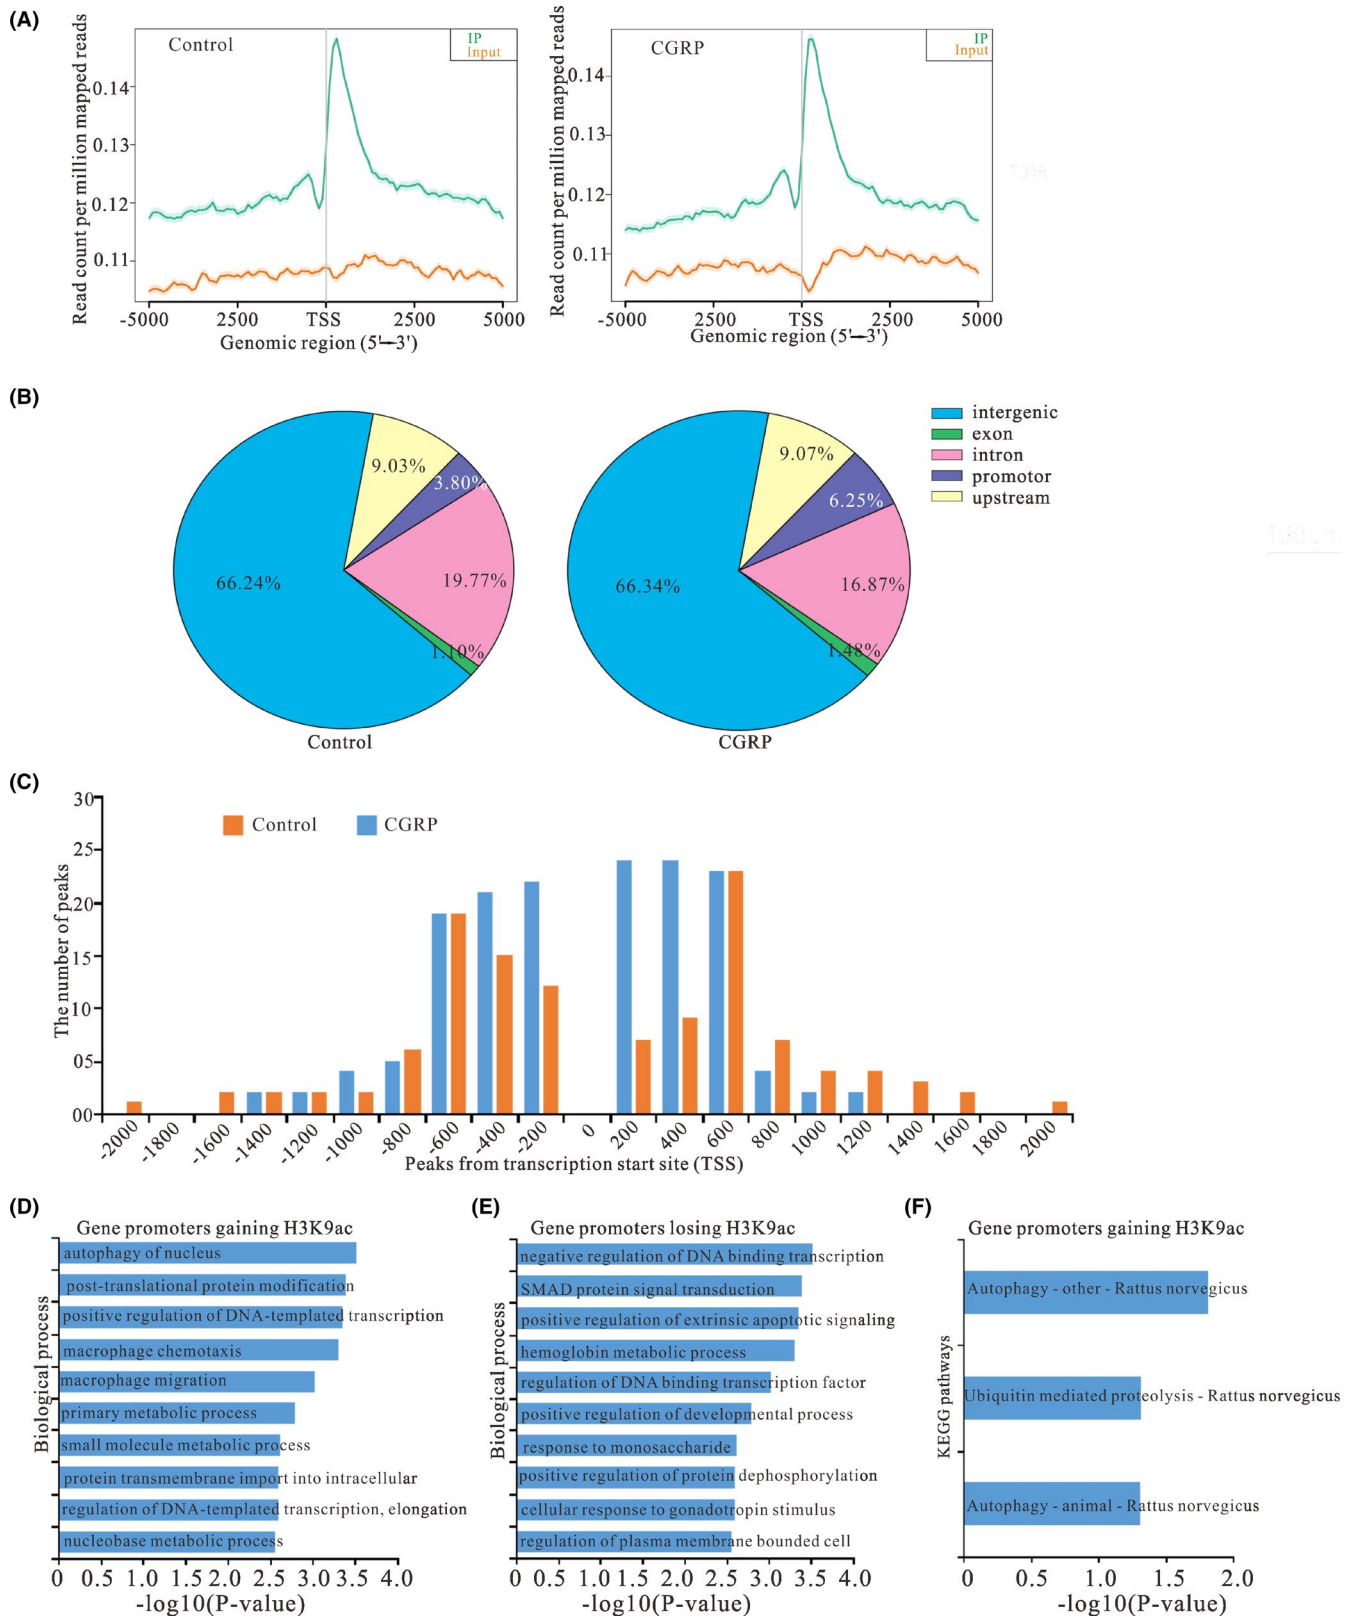 (A)
Control
IP
Input
Read count per million mapped reads
0.14
0.13
0.12
0.11
-5000
2500
TSS
2500
5000
Genomic region (5'→3')
CGRP
IP
Input
Read count per million mapped reads
0.14
0.13
0.12
0.11
-5000
2500
TSS
2500
5000
Genomic region (5'→3')
(B)
9.03%
3.80%
19.77%
1.10%
66.24%
Control
9.07%
6.25%
16.87%
1.48%
66.34%
CGRP
intergenic
exon
intron
promotor
upstream
(C)
The number of peaks
30
25
20
15
10
05
00
Control
CGRP
-2000
-1800
-1600
-1400
-1200
-1000
-800
-600
-400
-200
0
200
400
600
800
1000
1200
1400
1600
1800
2000
Peaks from transcription start site (TSS)
(D)
Gene promoters gaining H3K9ac
Biological process
autophagy of nucleus
post-translational protein modification
positive regulation of DNA-templated transcription
macrophage chemotaxis
macrophage migration
primary metabolic process
small molecule metabolic process
protein transmembrane import into intracellular
regulation of DNA-templated transcription, elongation
nucleobase metabolic process
0 0.5 1.0 1.5 2.0 2.5 3.0 3.5 4.0
-log10(P-value)
(E)
Gene promoters losing H3K9ac
Biological process
negative regulation of DNA binding transcription
SMAD protein signal transduction
positive regulation of extrinsic apoptotic signaling
hemoglobin metabolic process
regulation of DNA binding transcription factor
positive regulation of developmental process
response to monosaccharide
positive regulation of protein dephosphorylation
cellular response to gonadotropin stimulus
regulation of plasma membrane bounded cell
0 0.5 1.0 1.5 2.0 2.5 3.0 3.5 4.0
-log10(P-value)
(F)
Gene promoters gaining H3K9ac
KEGG pathways
Autophagy - other - Rattus norvegicus
Ubiquitin mediated proteolysis - Rattus norvegicus
Autophagy - animal - Rattus norvegicus
0 0.5 1.0 1.5 2.0
-log10(P-value)